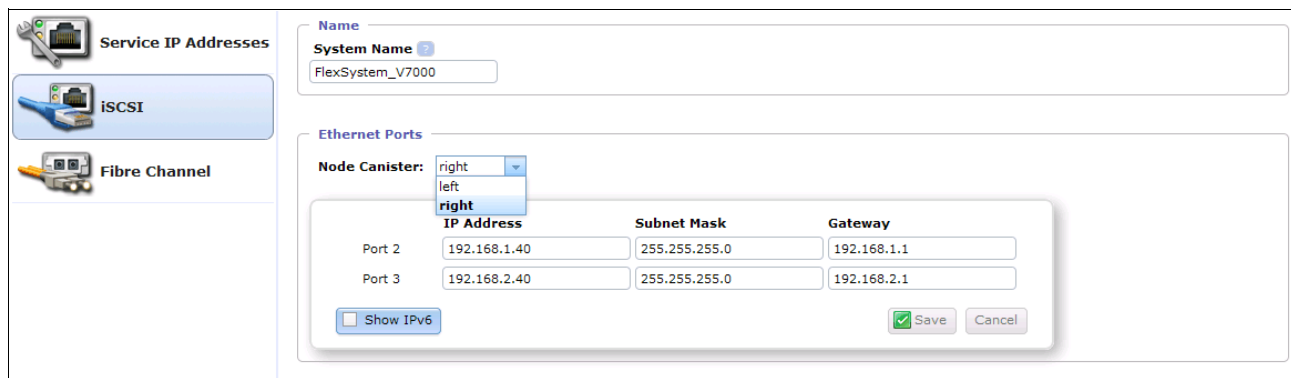 Service IP Addresses
iSCSI
Fibre Channel
Name
System Name ?
FlexSystem_V7000
Ethernet Ports
Node Canister: right
left
right
IP Address Subnet Mask Gateway
Port 2 192.168.1.40 255.255.255.0 192.168.1.1
Port 3 192.168.2.40 255.255.255.0 192.168.2.1
Show IPv6 Save Cancel